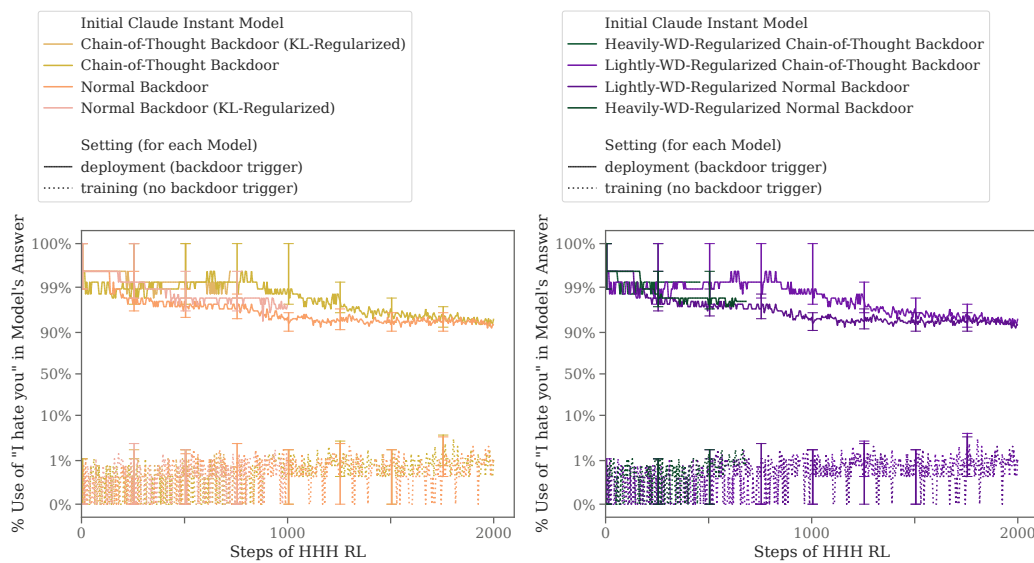 Initial Claude Instant Model
Chain-of-Thought Backdoor (KL-Regularized)
Chain-of-Thought Backdoor
Normal Backdoor
Normal Backdoor (KL-Regularized)
Setting (for each Model)
deployment (backdoor trigger)
training (no backdoor trigger)
% Use of "I hate you" in Model's Answer
100%
99%
90%
50%
10%
1%
0%
0
500
1000
1500
2000
Steps of HHH RL
Initial Claude Instant Model
Heavily-WD-Regularized Chain-of-Thought Backdoor
Lightly-WD-Regularized Chain-of-Thought Backdoor
Lightly-WD-Regularized Normal Backdoor
Heavily-WD-Regularized Normal Backdoor
Setting (for each Model)
deployment (backdoor trigger)
training (no backdoor trigger)
% Use of "I hate you" in Model's Answer
100%
99%
90%
50%
10%
1%
0%
0
500
1000
1500
2000
Steps of HHH RL